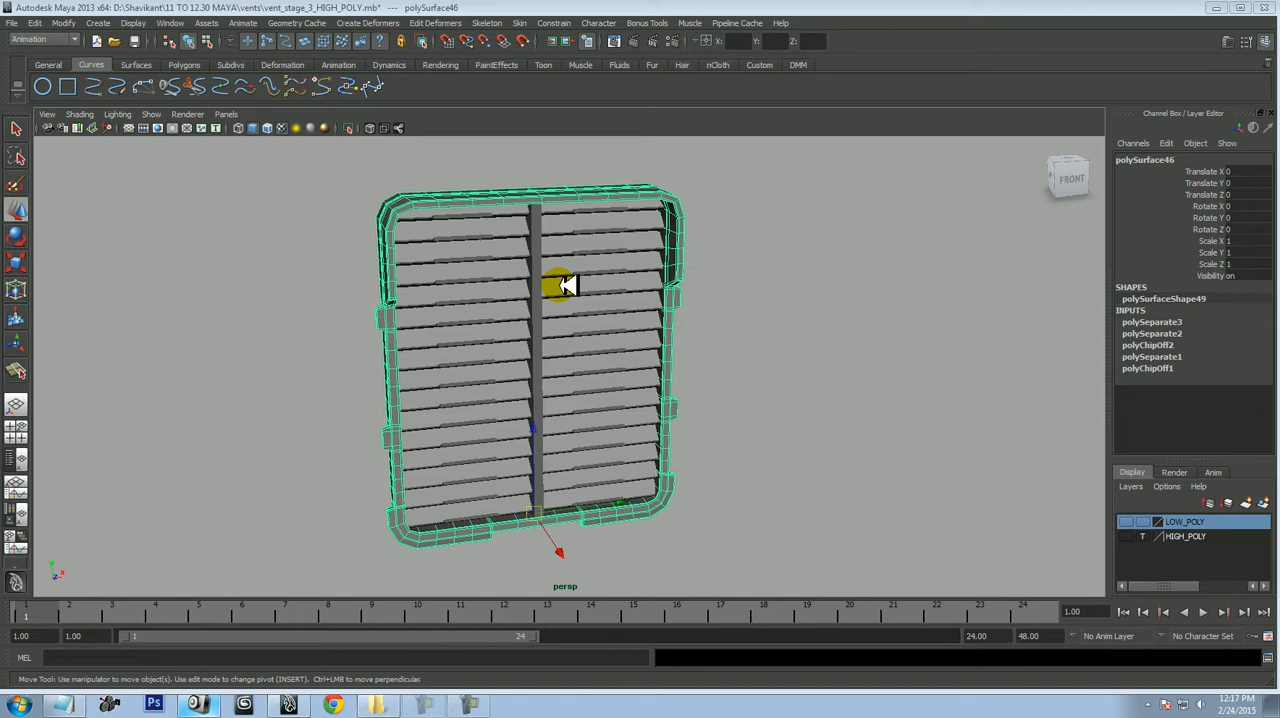 Autodesk Maya 2013 x64: D:\Shavikant\11 TO 12.30 MAYA\vents\vent_stage_3_HIGH_POLY.mb* --- polySurface46
File Edit Modify Create Display Window Assets Animate Geometry Cache Create Deformers Edit Deformers Skeleton Skin Constrain Character Bonus Tools Muscle Pipeline Cache Help
Animation X: Y: Z:
General Curves Surfaces Polygons Subdivs Deformation Animation Dynamics Rendering PaintEffects Toon Muscle Fluids Fur Hair nCloth Custom DMM
View Shading Lighting Show Renderer Panels
Channel Box / Layer Editor
Channels Edit Object Show
polySurface46
Translate X 0
Translate Y 0
Translate Z 0
Rotate X 0
Rotate Y 0
Rotate Z 0
Scale X 1
Scale Y 1
Scale Z 1
Visibility on
SHAPES
polySurfaceShape49
INPUTS
polySeparate3
polySeparate2
polyChipOff2
polySeparate1
polyChipOff1
FRONT
persp
Display Render Anim
Layers Options Help
LOW_POLY
T HIGH_POLY
1 2 3 4 5 6 7 8 9 10 11 12 13 14 15 16 17 18 19 20 21 22 23 24
1
1.00
1.00 1.00 1 24 24.00 48.00 No Anim Layer No Character Set
MEL
Move Tool: Use manipulator to move object(s). Use edit mode to change pivot (INSERT). Ctrl+LMB to move perpendicular
Ps
12:17 PM
2/24/2015